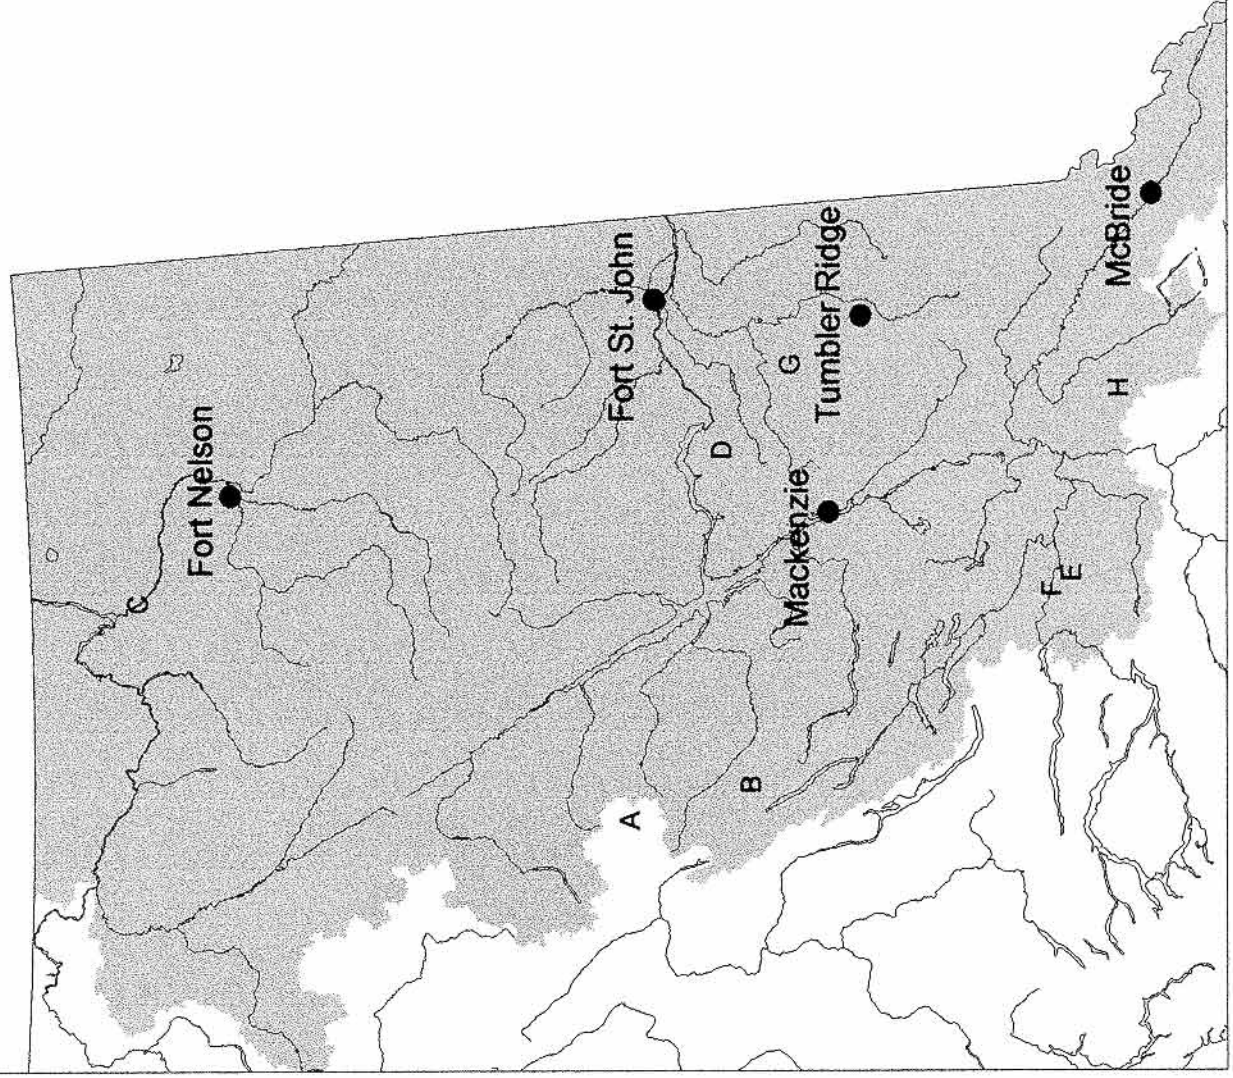 C
Fort Nelson
Fort St. John
D
G
Tumbler Ridge
Mackenzie
B
A
F
E
H
McBride